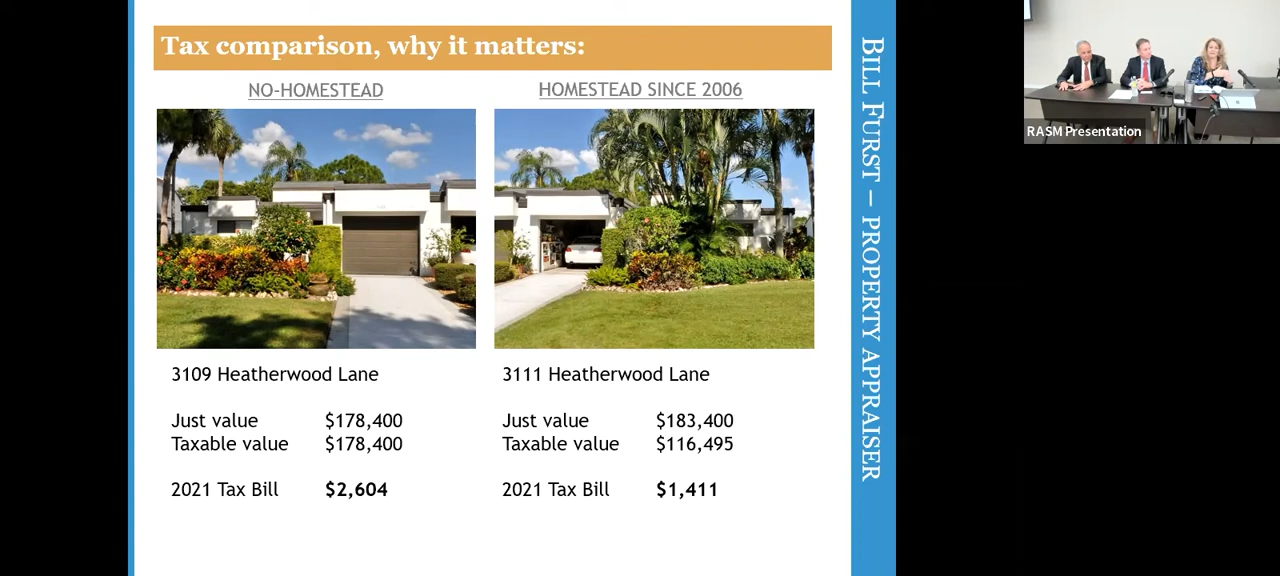 Tax comparison, why it matters:
NO-HOMESTEAD
HOMESTEAD SINCE 2006
3109 Heatherwood Lane
Just value $178,400
Taxable value $178,400
2021 Tax Bill $2,604
3111 Heatherwood Lane
Just value $183,400
Taxable value $116,495
2021 Tax Bill $1,411
BILL FURST – PROPERTY APPRAISER
RASM Presentation